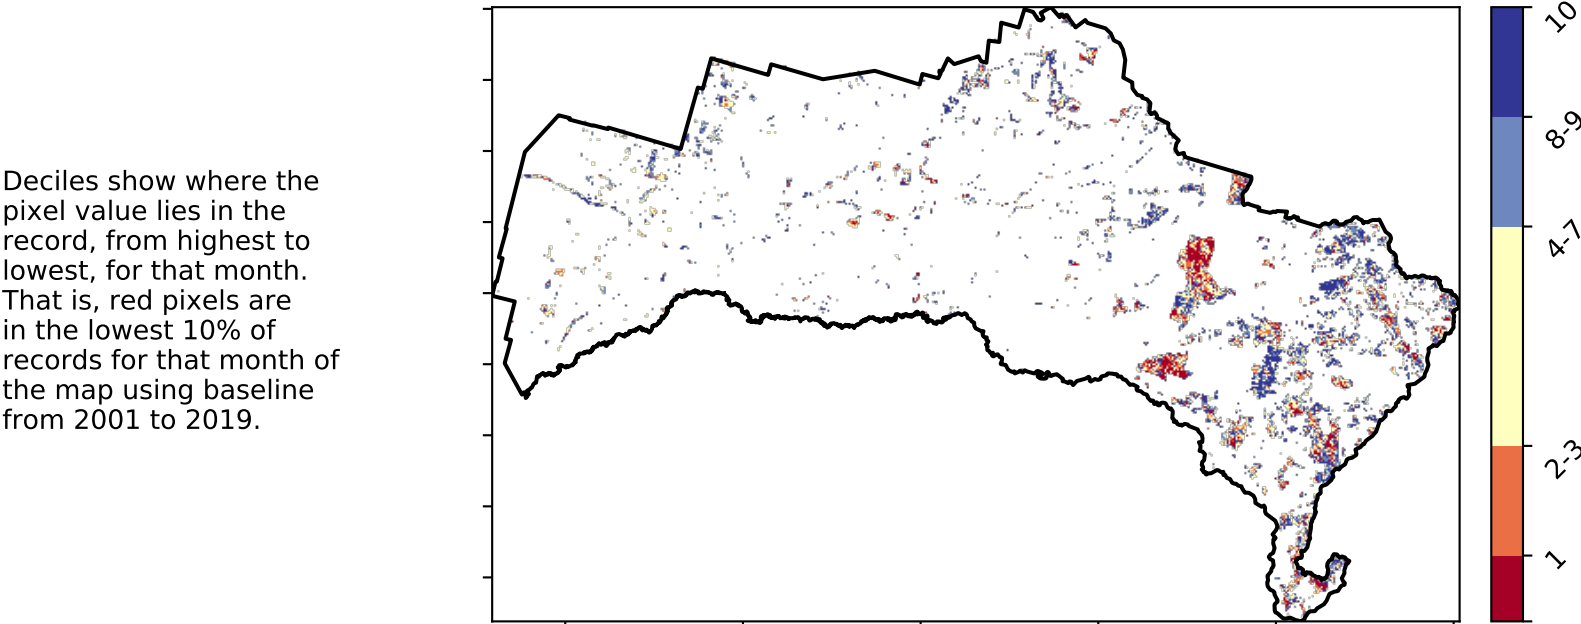 Deciles show where the
pixel value lies in the
record, from highest to
lowest, for that month.
That is, red pixels are
in the lowest 10% of
records for that month of
the map using baseline
from 2001 to 2019.
10
8-9
4-7
2-3
1